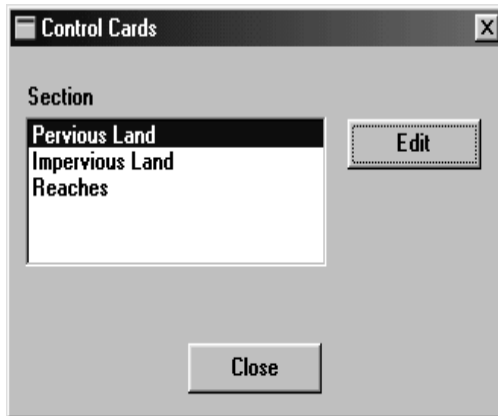 Control Cards
Section
Pervious Land
Impervious Land
Reaches
Edit
Close